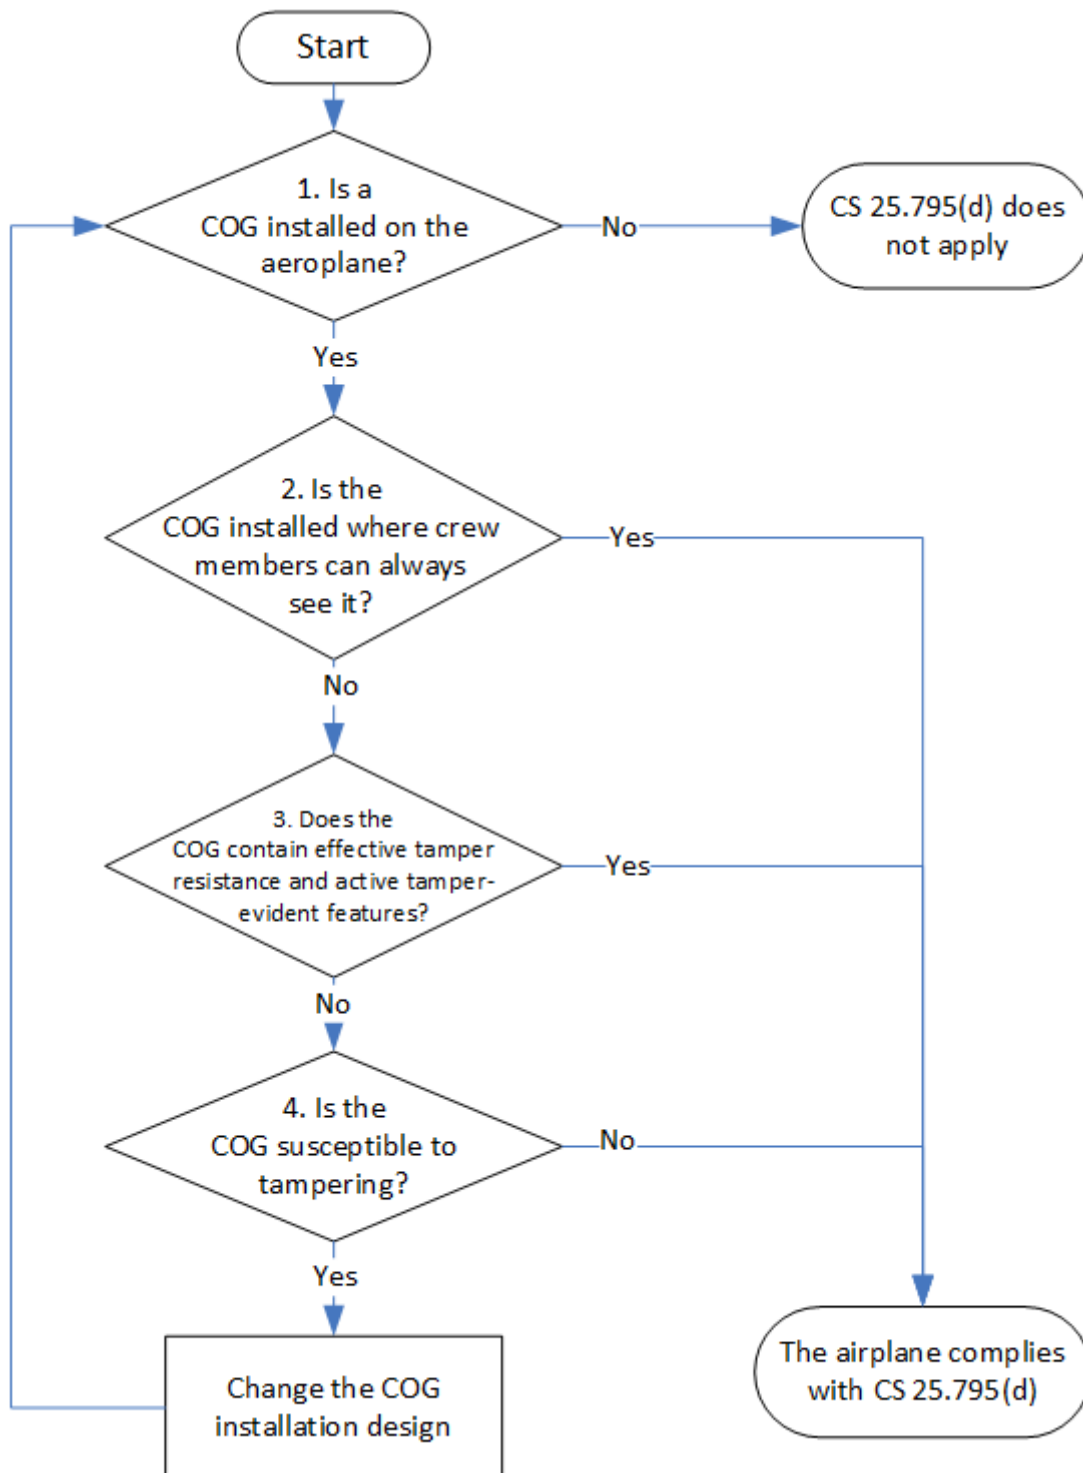 Start
1. Is a
COG installed on the
aeroplane?
No
CS 25.795(d) does
not apply
Yes
2. Is the
COG installed where crew
members can always
see it?
Yes
No
3. Does the
COG contain effective tamper
resistance and active tamper-
evident features?
Yes
No
4. Is the
COG susceptible to
tampering?
No
Yes
Change the COG
installation design
The airplane complies
with CS 25.795(d)